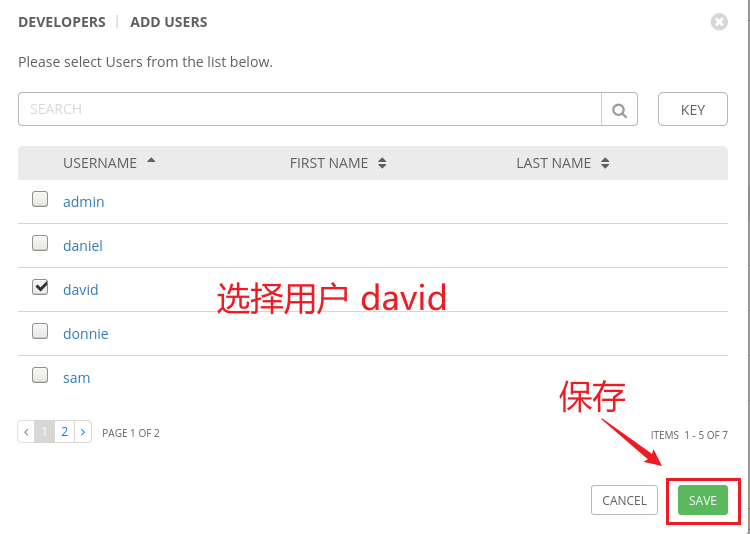 DEVELOPERS | ADD USERS
Please select Users from the list below.
SEARCH KEY
USERNAME FIRST NAME LAST NAME
admin
daniel
david
选择用户 david
donnie
sam
保存
< 1 2 > PAGE 1 OF 2 ITEMS 1 - 5 OF 7
CANCEL SAVE